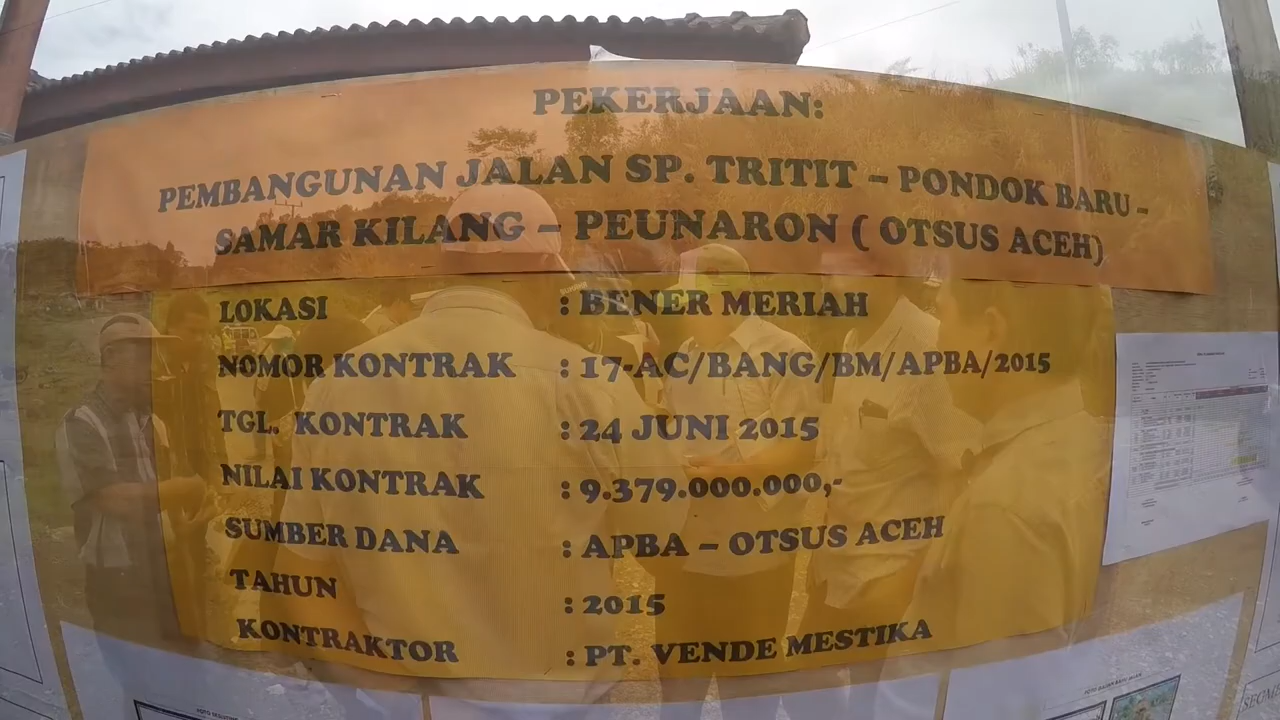 PEKERJAAN:
PEMBANGUNAN JALAN SP. TRITIT – PONDOK BARU –
SAMAR KILANG – PEUNARON ( OTSUS ACEH)
LOKASI : BENER MERIAH
NOMOR KONTRAK : 17-AC/BANG/BM/APBA/2015
TGL. KONTRAK : 24 JUNI 2015
NILAI KONTRAK : 9.379.000.000,-
SUMBER DANA : APBA – OTSUS ACEH
TAHUN : 2015
KONTRAKTOR : PT. VENDE MESTIKA